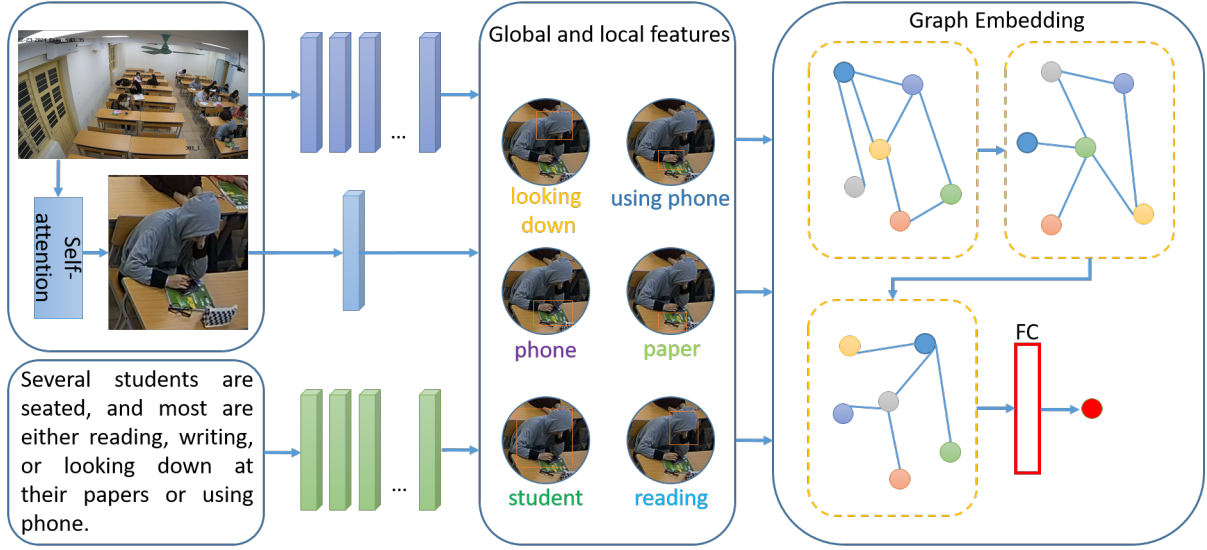 Self-
attention
Several students are
seated, and most are
either reading, writing,
or looking down at
their papers or using
phone.
...
...
Global and local features
looking
down
using phone
phone
paper
student
reading
Graph Embedding
FC